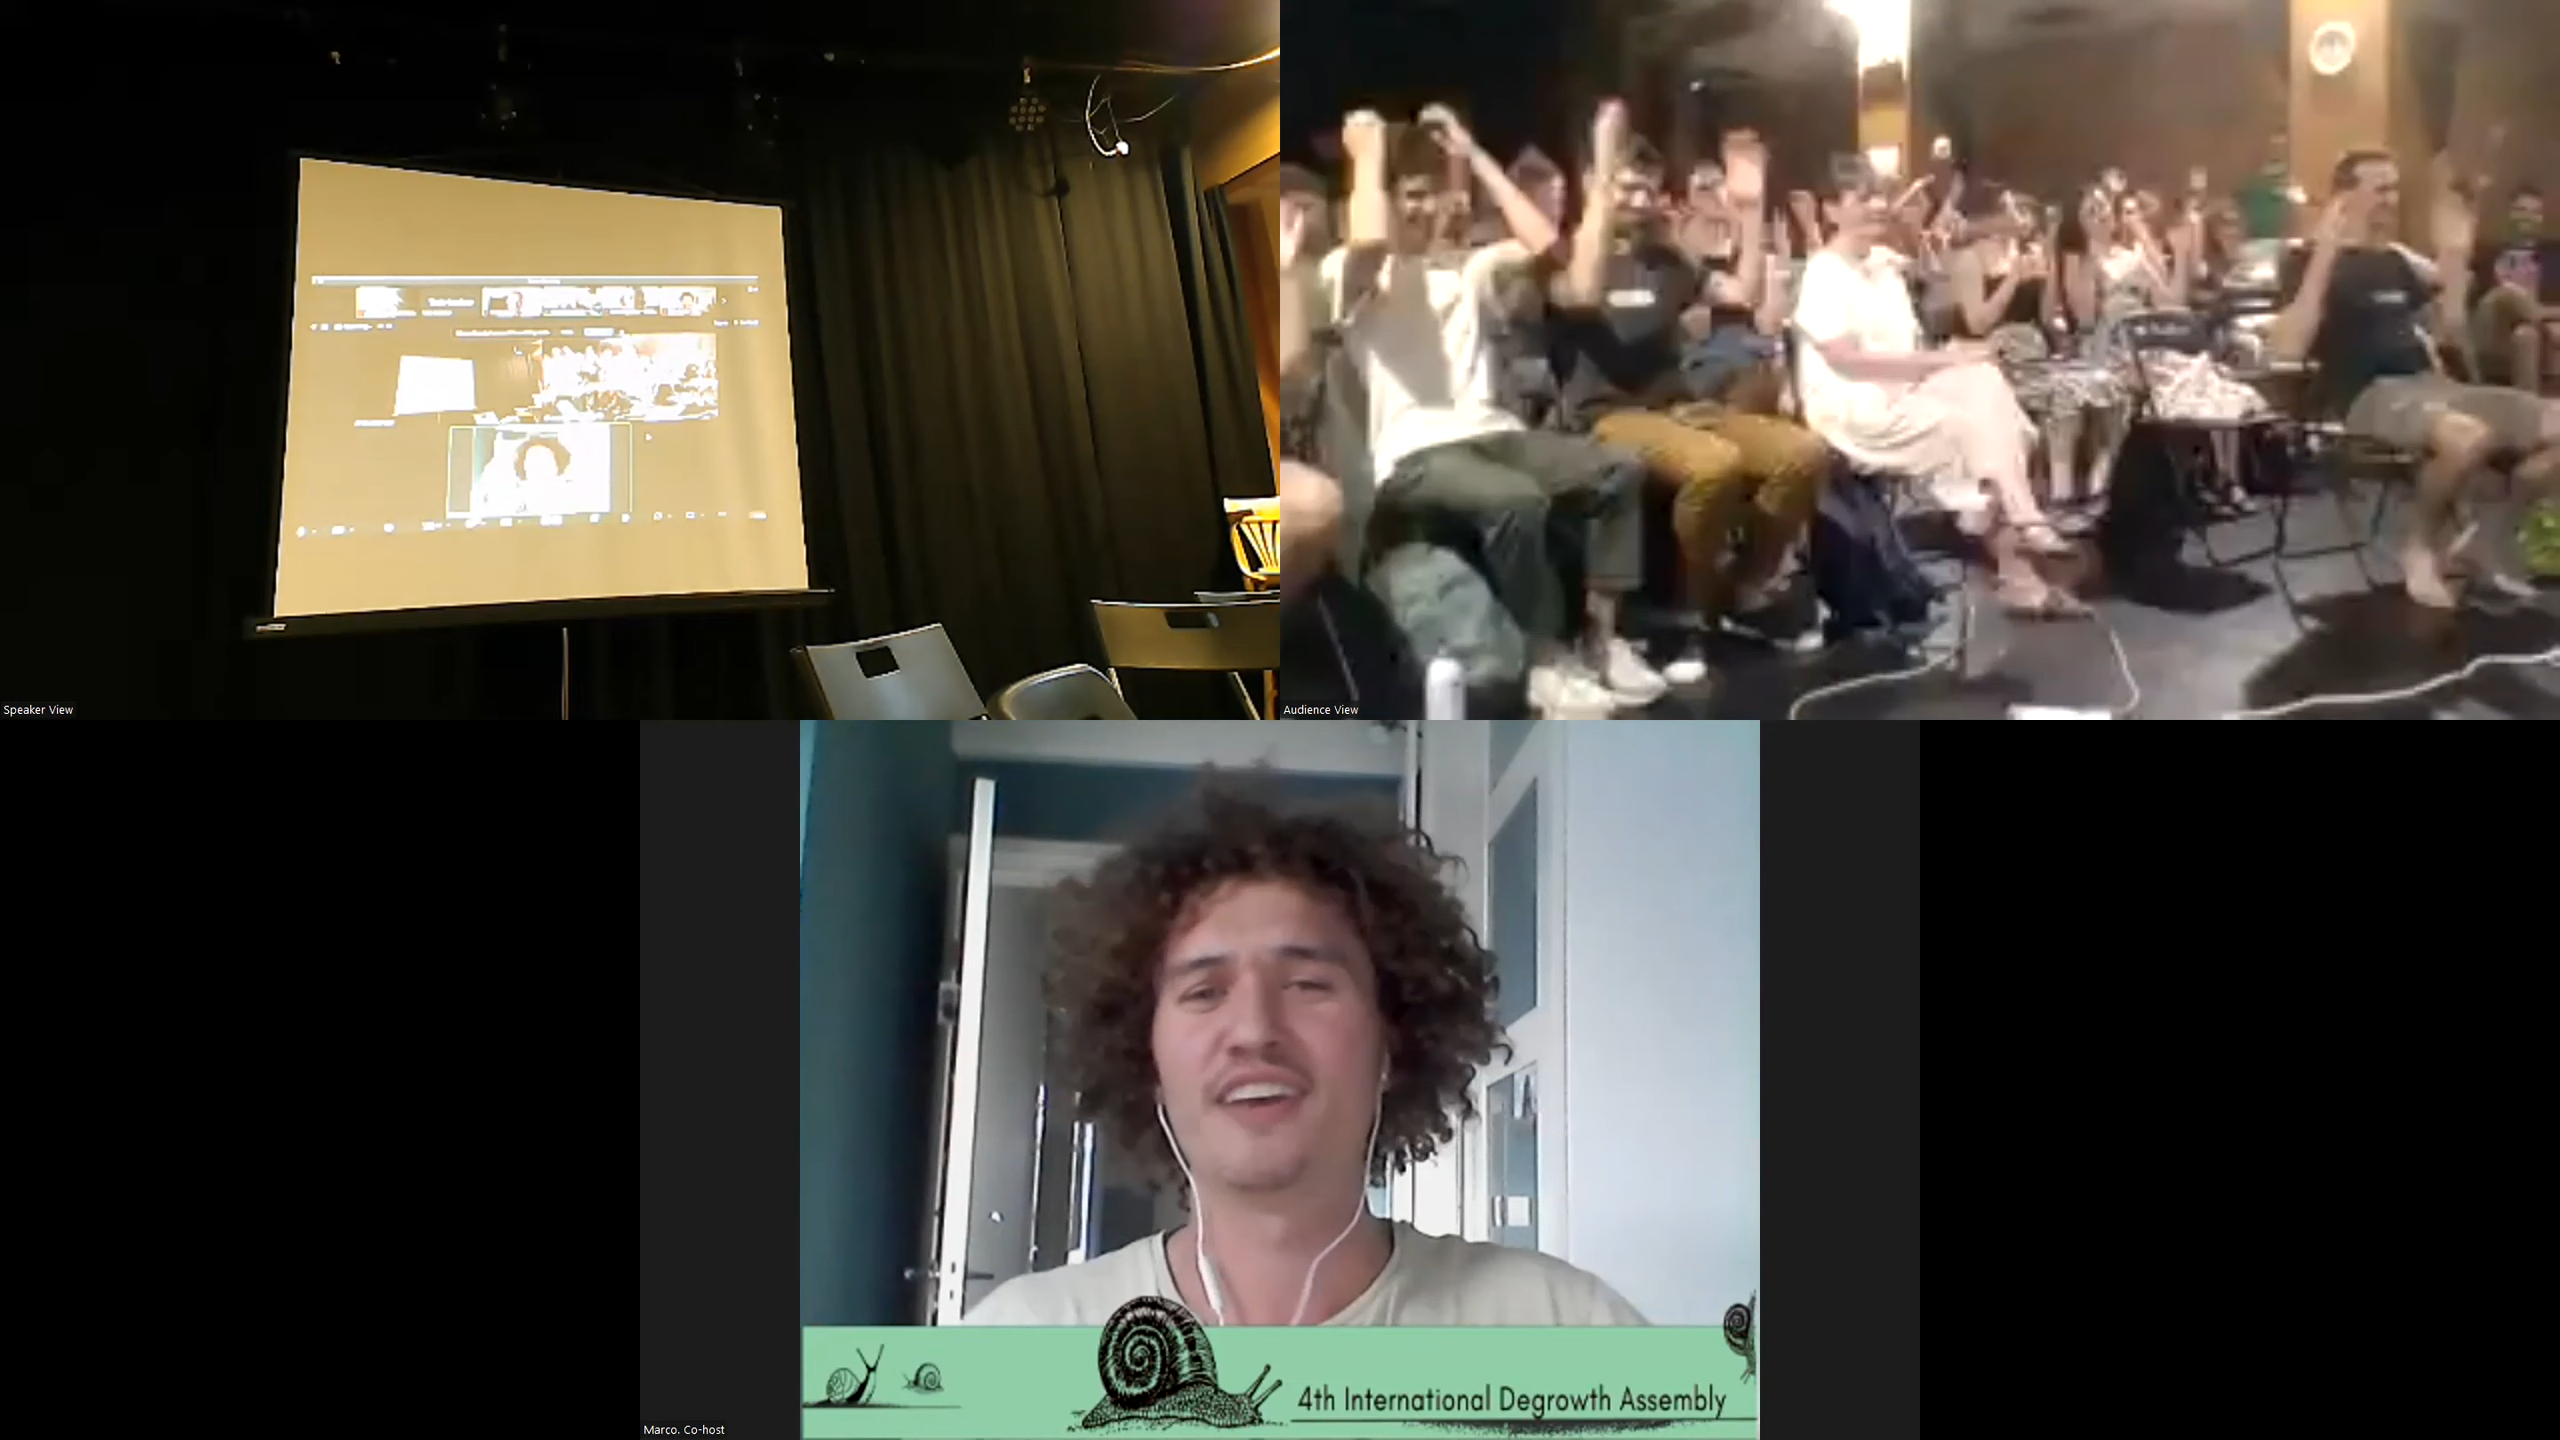 Speaker View
Audience View
4th International Degrowth Assembly
Marco. Co-host